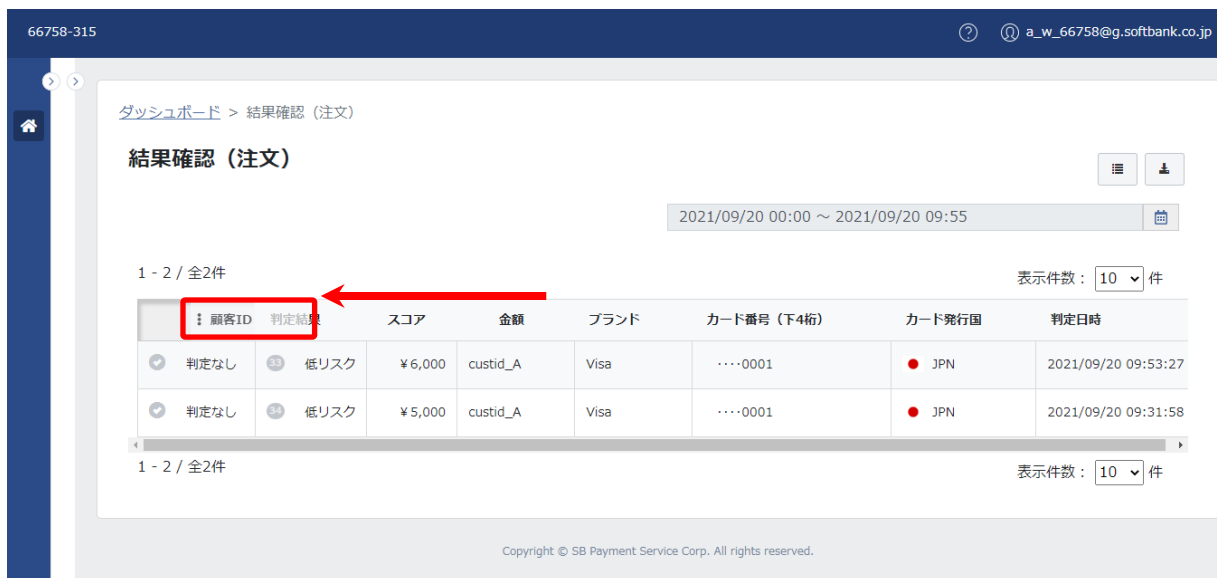 66758-315
a_w_66758@g.softbank.co.jp
ダッシュボード > 結果確認（注文）
結果確認（注文）
2021/09/20 00:00 ～ 2021/09/20 09:55
1 - 2 / 全2件
表示件数： 10 件
顧客ID 判定結果 スコア 金額 ブランド カード番号（下4桁） カード発行国 判定日時
判定なし 33 低リスク ¥6,000 custid_A Visa ････0001 JPN 2021/09/20 09:53:27
判定なし 34 低リスク ¥5,000 custid_A Visa ････0001 JPN 2021/09/20 09:31:58
1 - 2 / 全2件
表示件数： 10 件
Copyright © SB Payment Service Corp. All rights reserved.